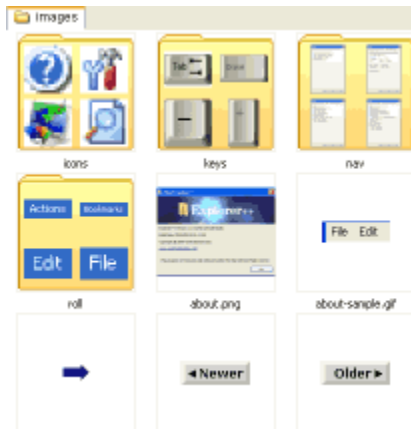 images
Tab
icons
keys
nav
Actions
Bookmarks
Edit
File
Explorer++
File Edit
roll
about.png
about-sample.gif
Newer
Older